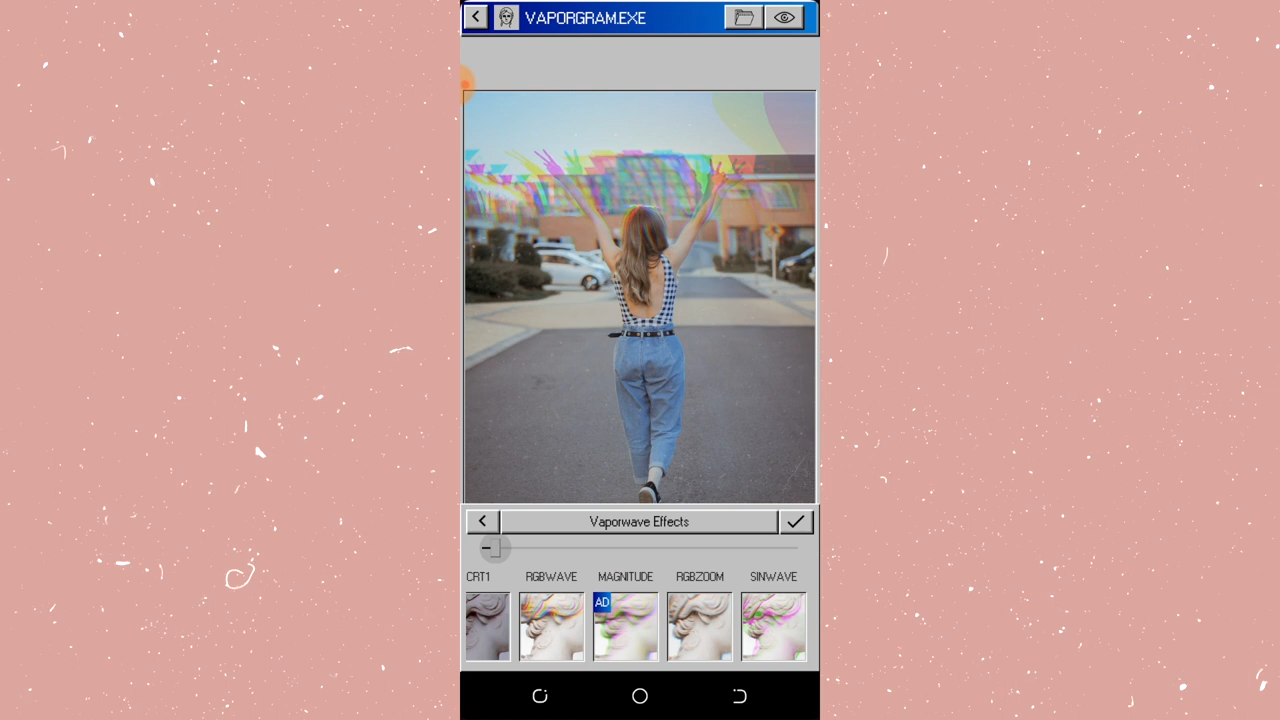 VAPORGRAM.EXE
Vaporwave Effects
CRT1 RGBWAVE MAGNITUDE RGBZOOM SINWAVE
AD